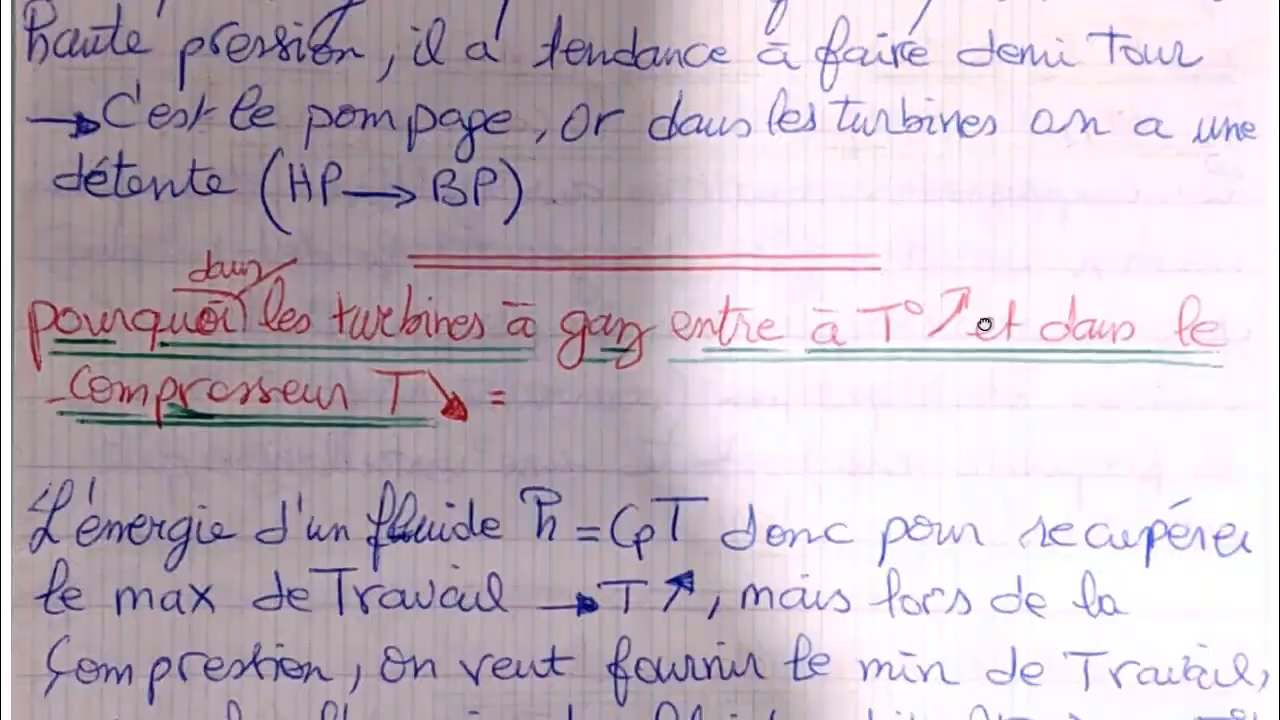 haute pression, il a tendance à faire demi Tour
→ C'est le pompage, or dans les turbines on a une
détente (HP → BP)
dans
pourquoi les turbines à gaz entre à T° ↗ et dans le
compresseur T ↘ =
L'énergie d'un fluide h = CpT donc pour recupérer
le max de Travail → T ↗, mais lors de la
Compression, on veut fournir le min de Travail,